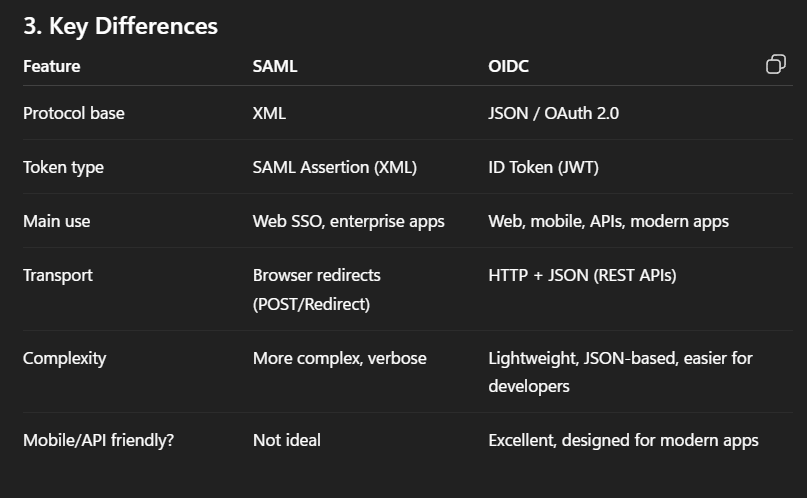 3. Key Differences
Feature SAML OIDC
Protocol base XML JSON / OAuth 2.0
Token type SAML Assertion (XML) ID Token (JWT)
Main use Web SSO, enterprise apps Web, mobile, APIs, modern apps
Transport Browser redirects HTTP + JSON (REST APIs)
(POST/Redirect)
Complexity More complex, verbose Lightweight, JSON-based, easier for
developers
Mobile/API friendly? Not ideal Excellent, designed for modern apps